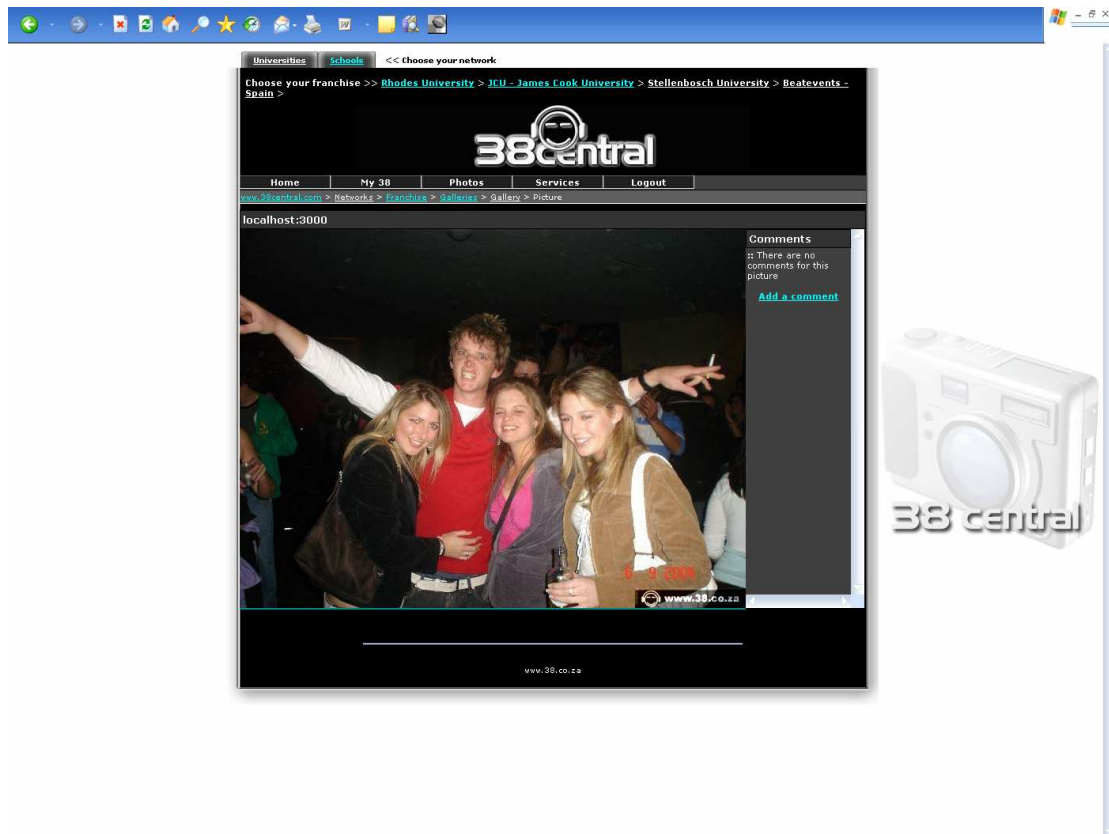 Universities Schools << Choose your network
Choose your franchise >> Rhodes University > JCU - James Cook University > Stellenbosch University > Beatevents -
Spain >
38central
Home My 38 Photos Services Logout
www.38central.com > Networks > Franchise > Galleries > Gallery > Picture
localhost:3000
Comments
:: There are no
comments for this
picture
Add a comment
38 central
6 9 2006
www.38.co.za
www.38.co.za